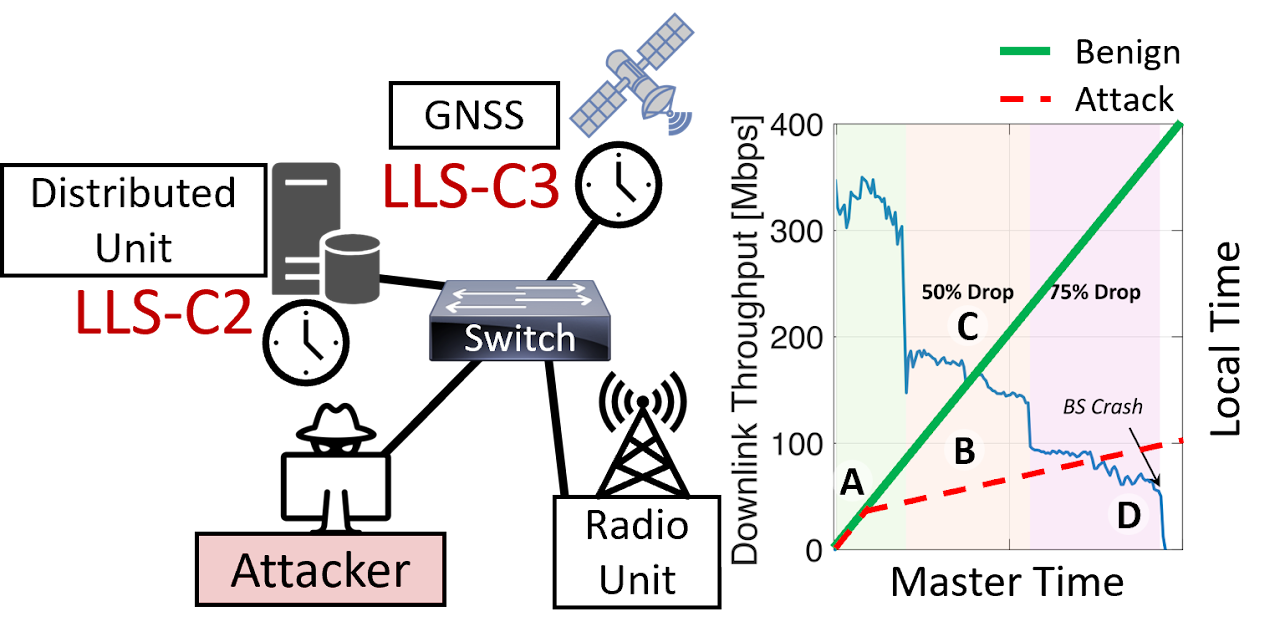 GNSS
LLS-C3
Distributed
Unit
LLS-C2
Switch
Attacker
Radio
Unit
Benign
Attack
Downlink Throughput [Mbps]
400
300
200
100
0
50% Drop
75% Drop
C
BS Crash
B
A
D
Master Time
Local Time